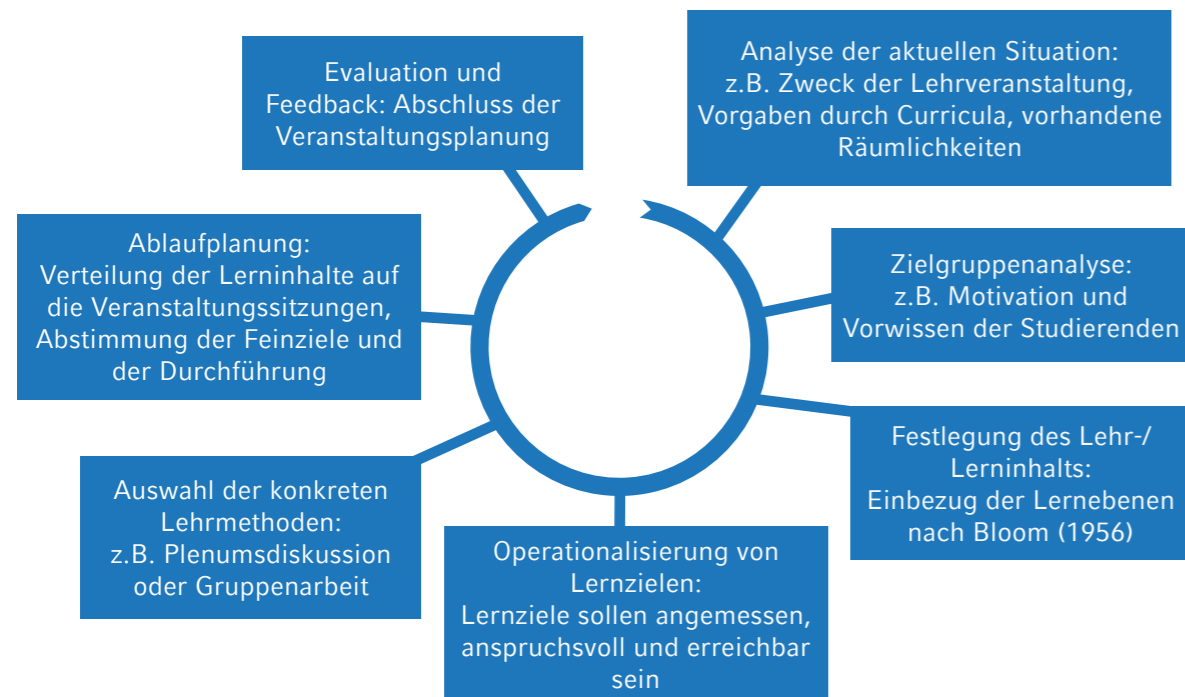 Analyse der aktuellen Situation:
z.B. Zweck der Lehrveranstaltung,
Vorgaben durch Curricula, vorhandene
Räumlichkeiten
Zielgruppenanalyse:
z.B. Motivation und
Vorwissen der Studierenden
Festlegung des Lehr-/
Lerninhalts:
Einbezug der Lernebenen
nach Bloom (1956)
Operationalisierung von
Lernzielen:
Lernziele sollen angemessen,
anspruchsvoll und erreichbar
sein
Auswahl der konkreten
Lehrmethoden:
z.B. Plenumsdiskussion
oder Gruppenarbeit
Ablaufplanung:
Verteilung der Lerninhalte auf
die Veranstaltungssitzungen,
Abstimmung der Feinziele und
der Durchführung
Evaluation und
Feedback: Abschluss der
Veranstaltungsplanung